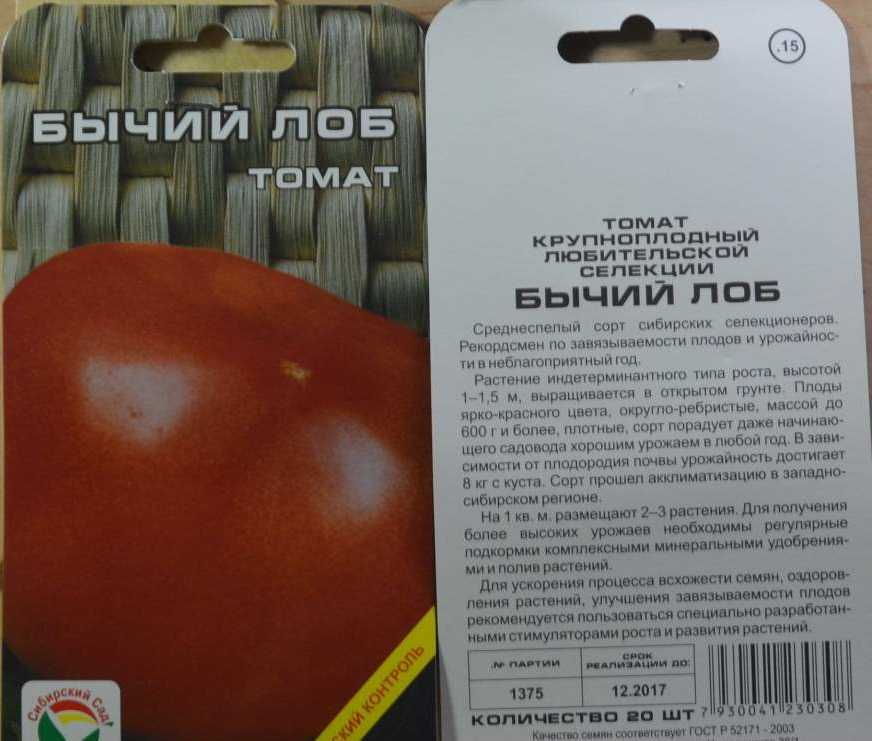 БЫЧИЙ ЛОБ
ТОМАТ
Сибирский Сад
СКИЙ КОНТРОЛЬ
.15
ТОМАТ
КРУПНОПЛОДНЫЙ
ЛЮБИТЕЛЬСКОЙ
СЕЛЕКЦИИ
БЫЧИЙ ЛОБ
Среднеспелый сорт сибирских селекционеров.
Рекордсмен по завязываемости плодов и урожайнос-
ти в неблагоприятный год.
Растение индетерминантного типа роста, высотой
1–1,5 м, выращивается в открытом грунте. Плоды
ярко-красного цвета, округло-ребристые, массой до
600 г и более, плотные, сорт порадует даже начинаю-
щего садовода хорошим урожаем в любой год. В зави-
симости от плодородия почвы урожайность достигает
8 кг с куста. Сорт прошел акклиматизацию в западно-
сибирском регионе.
На 1 кв. м. размещают 2–3 растения. Для получения
более высоких урожаев необходимы регулярные
подкормки комплексными минеральными удобрения-
ми и полив растений.
Для ускорения процесса всхожести семян, оздоров-
ления растений, улучшения завязываемости плодов
рекомендуется пользоваться специально разработан-
ными стимуляторами роста и развития растений.
.№ ПАРТИИ
СРОК
РЕАЛИЗАЦИИ ДО:
1375
12.2017
КОЛИЧЕСТВО 20 ШТ
7 930041 230308
Качество семян соответствует ГОСТ Р 52171 - 2003